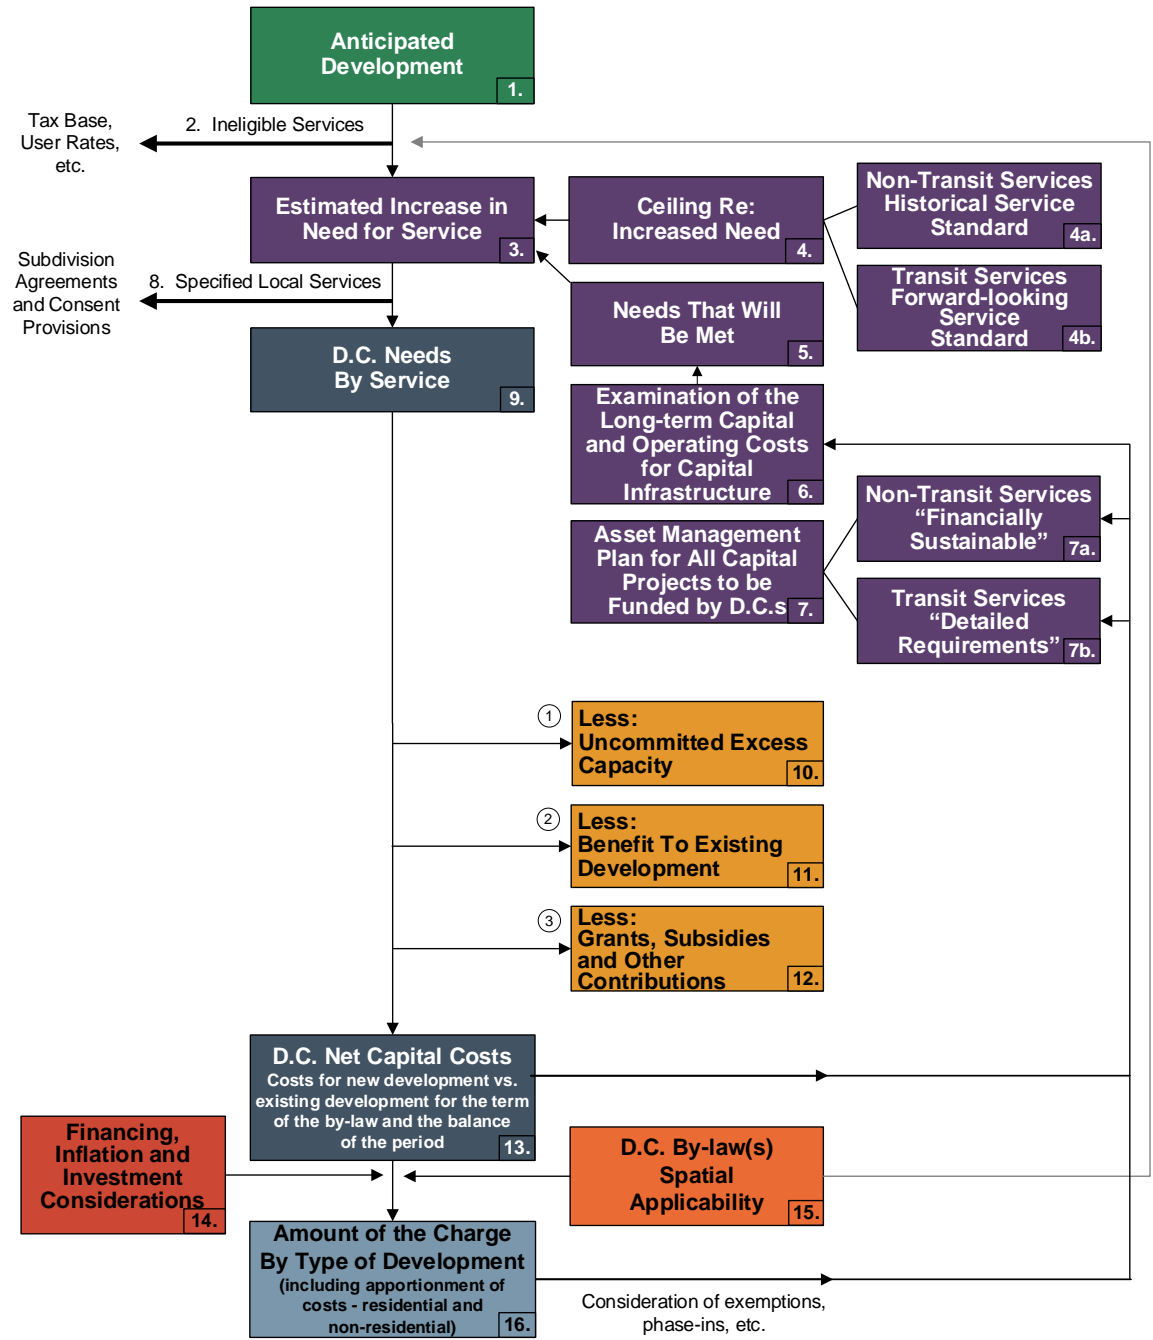 Anticipated
Development
1.
2. Ineligible Services
Tax Base,
User Rates,
etc.
Estimated Increase in
Need for Service
3.
Ceiling Re:
Increased Need
4.
Non-Transit Services
Historical Service
Standard
4a.
Transit Services
Forward-looking
Service
Standard
4b.
Subdivision
Agreements
and Consent
Provisions
8. Specified Local Services
Needs That Will
Be Met
5.
D.C. Needs
By Service
9.
Examination of the
Long-term Capital
and Operating Costs
for Capital
Infrastructure
6.
Non-Transit Services
“Financially
Sustainable”
7a.
Asset Management
Plan for All Capital
Projects to be
Funded by D.C.s
7.
Transit Services
“Detailed
Requirements”
7b.
1
Less:
Uncommitted Excess
Capacity
10.
2
Less:
Benefit To Existing
Development
11.
3
Less:
Grants, Subsidies
and Other
Contributions
12.
D.C. Net Capital Costs
Costs for new development vs.
existing development for the term
of the by-law and the balance
of the period
13.
Financing,
Inflation and
Investment
Considerations
14.
D.C. By-law(s)
Spatial
Applicability
15.
Amount of the Charge
By Type of Development
(including apportionment of
costs - residential and
non-residential)
16.
Consideration of exemptions,
phase-ins, etc.